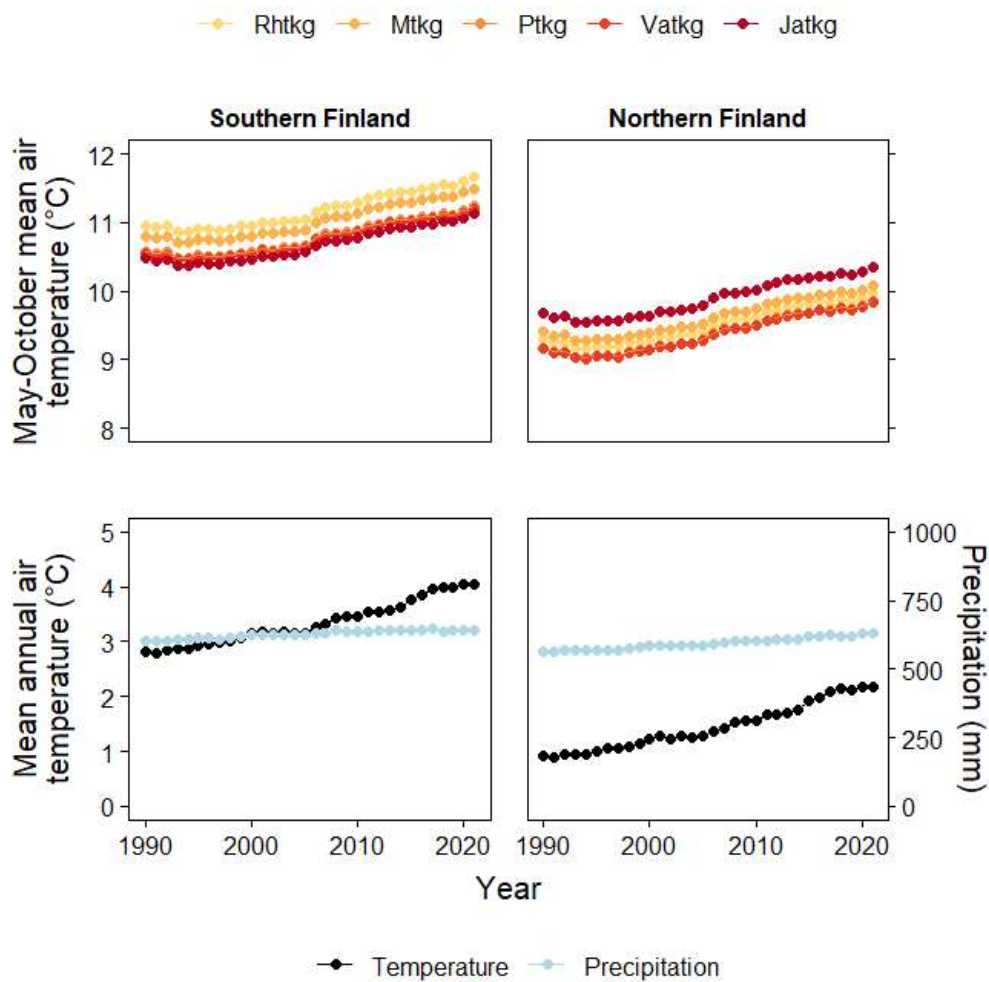 Rhtkg Mtkg Ptkg Vatkg Jatkg
Southern Finland
Northern Finland
May-October mean air
temperature (°C)
12
11
10
9
8
Mean annual air
temperature (°C)
5
4
3
2
1
0
1000
750
500
250
0
Precipitation (mm)
1990 2000 2010 2020
1990 2000 2010 2020
Year
Temperature Precipitation